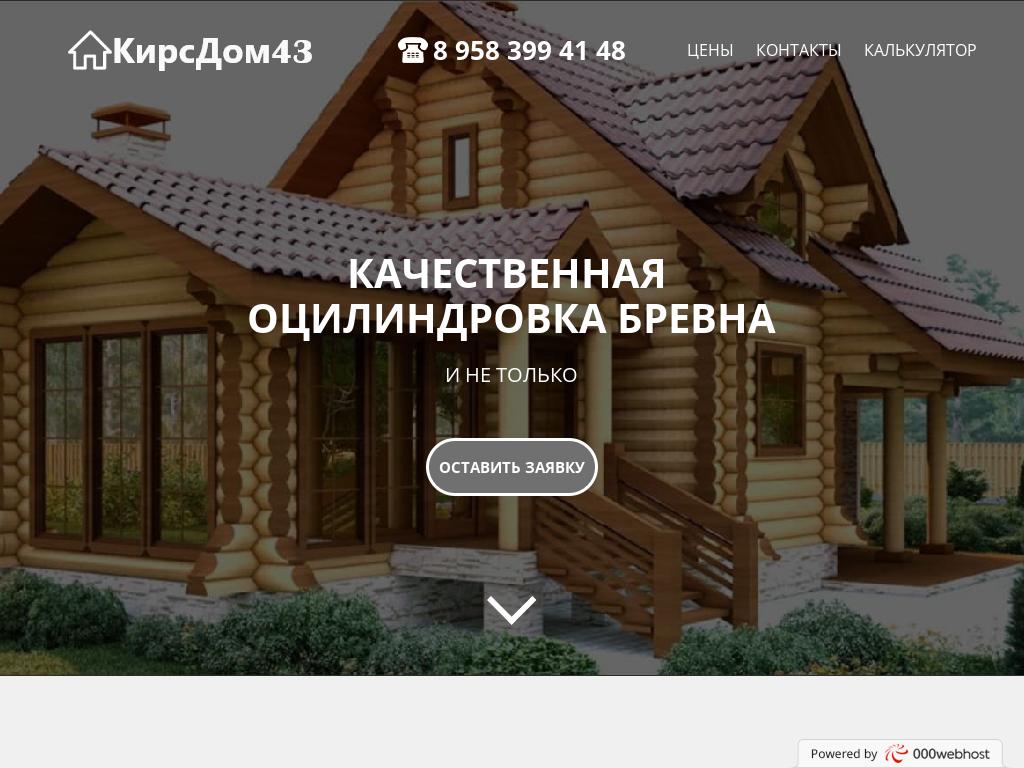 КирсДом43
8 958 399 41 48
ЦЕНЫ КОНТАКТЫ КАЛЬКУЛЯТОР
КАЧЕСТВЕННАЯ
ОЦИЛИНДРОВКА БРЕВНА
И НЕ ТОЛЬКО
ОСТАВИТЬ ЗАЯВКУ
Powered by 000webhost